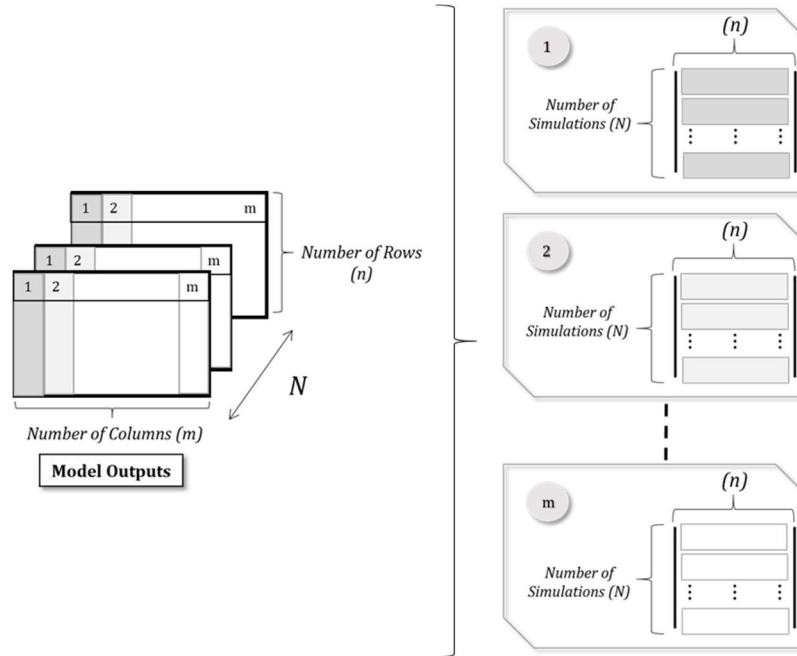 1 2 m
1 2 m
1 2 m
Number of Rows
(n)
N
Number of Columns (m)
Model Outputs
1
(n)
Number of
Simulations (N)
2
(n)
Number of
Simulations (N)
m
(n)
Number of
Simulations (N)